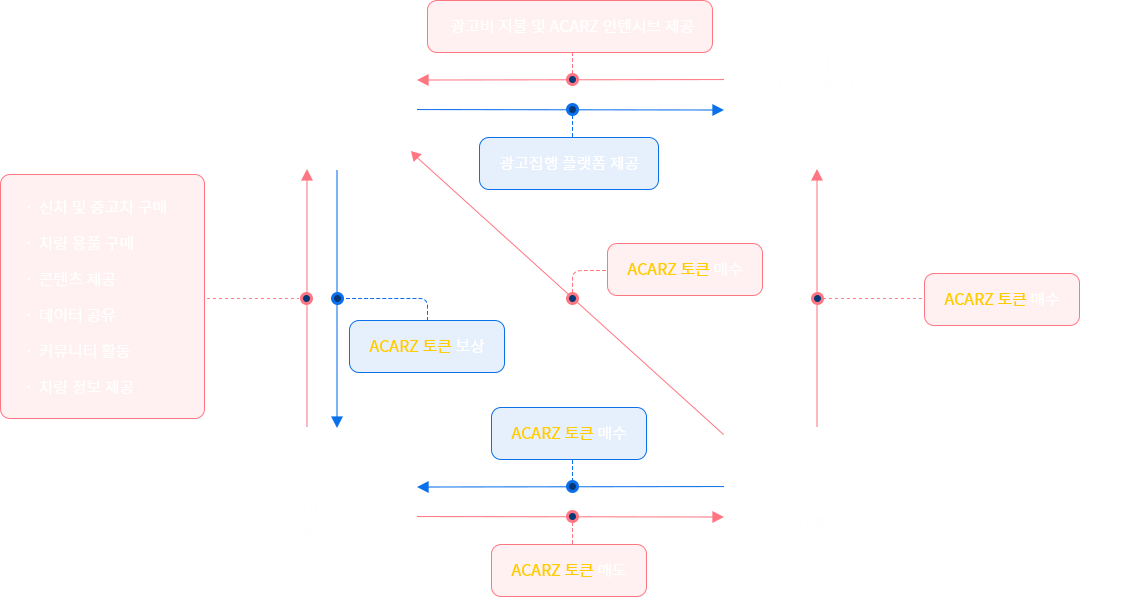 광고비 지불 및 ACARZ 인텐시브 제공
광고집행 플랫폼 제공
· 신차 및 중고차 구매
· 차량 용품 구매
· 콘텐츠 제공
· 데이터 공유
· 커뮤니티 활동
· 차량 정보 제공
ACARZ 토큰 매수
ACARZ 토큰 매수
ACARZ 토큰 보상
ACARZ 토큰 매수
ACARZ 토큰 매도